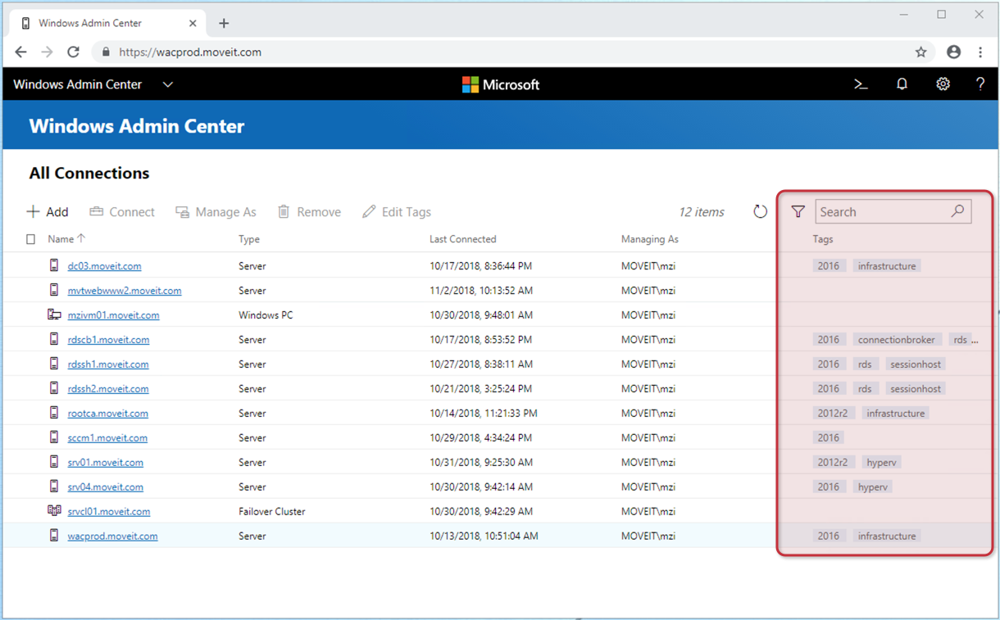 Windows Admin Center
https://wacprod.moveit.com
Windows Admin Center Microsoft ?
Windows Admin Center
All Connections
Add Connect Manage As Remove Edit Tags 12 items Search
Name Type Last Connected Managing As Tags
dc03.moveit.com Server 10/17/2018, 8:36:44 PM MOVEIT\mzi 2016 infrastructure
mvtwebwww2.moveit.com Server 11/2/2018, 10:13:52 AM MOVEIT\mzi
mzivm01.moveit.com Windows PC 10/30/2018, 9:48:01 AM MOVEIT\mzi
rdscb1.moveit.com Server 10/17/2018, 8:53:52 PM MOVEIT\mzi 2016 connectionbroker rds ...
rdssh1.moveit.com Server 10/27/2018, 8:38:11 AM MOVEIT\mzi 2016 rds sessionhost
rdssh2.moveit.com Server 10/21/2018, 3:25:24 PM MOVEIT\mzi 2016 rds sessionhost
rootca.moveit.com Server 10/14/2018, 11:21:33 PM MOVEIT\mzi 2012r2 infrastructure
sccm1.moveit.com Server 10/29/2018, 4:34:24 PM MOVEIT\mzi 2016
srv01.moveit.com Server 10/31/2018, 9:25:30 AM MOVEIT\mzi 2012r2 hyperv
srv04.moveit.com Server 10/30/2018, 9:42:14 AM MOVEIT\mzi 2016 hyperv
srvcl01.moveit.com Failover Cluster 10/30/2018, 9:42:29 AM MOVEIT\mzi
wacprod.moveit.com Server 10/13/2018, 10:51:04 AM MOVEIT\mzi 2016 infrastructure